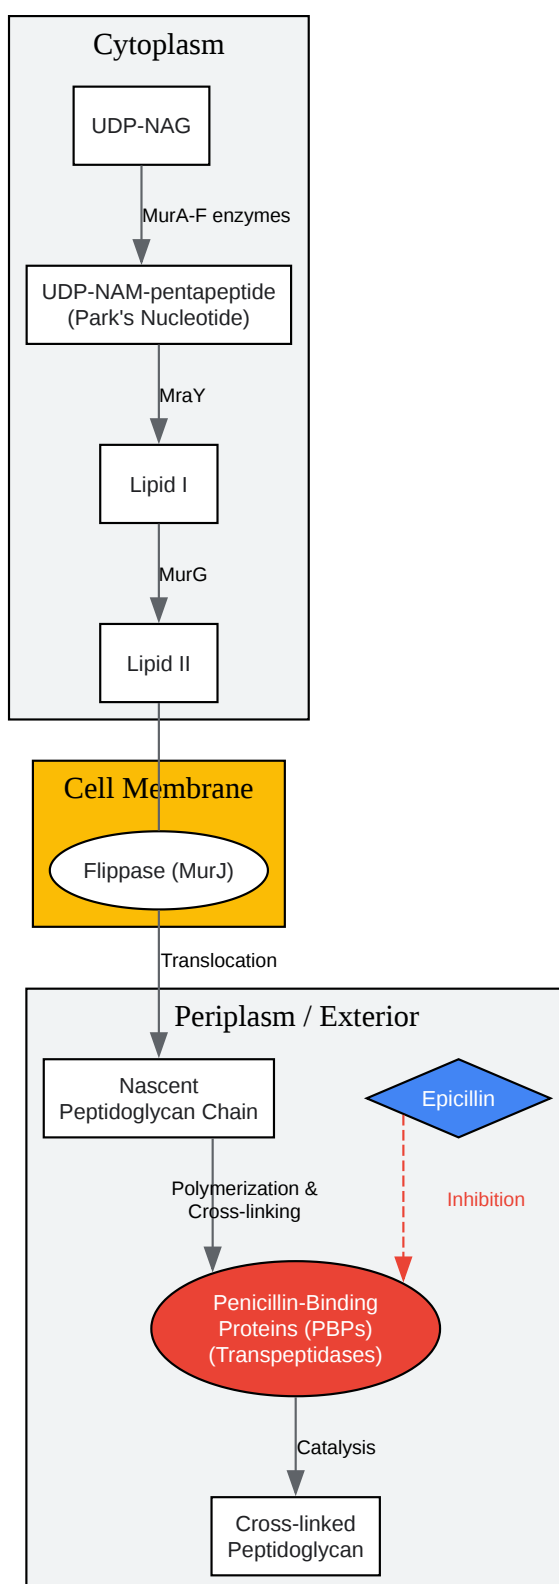 Cytoplasm
UDP-NAG
MurA-F enzymes
UDP-NAM-pentapeptide
(Park's Nucleotide)
MraY
Lipid I
MurG
Lipid II
Cell Membrane
Flippase (MurJ)
Translocation
Periplasm / Exterior
Nascent
Peptidoglycan Chain
Epicillin
Polymerization &
Cross-linking
Inhibition
Penicillin-Binding
Proteins (PBPs)
(Transpeptidases)
Catalysis
Cross-linked
Peptidoglycan